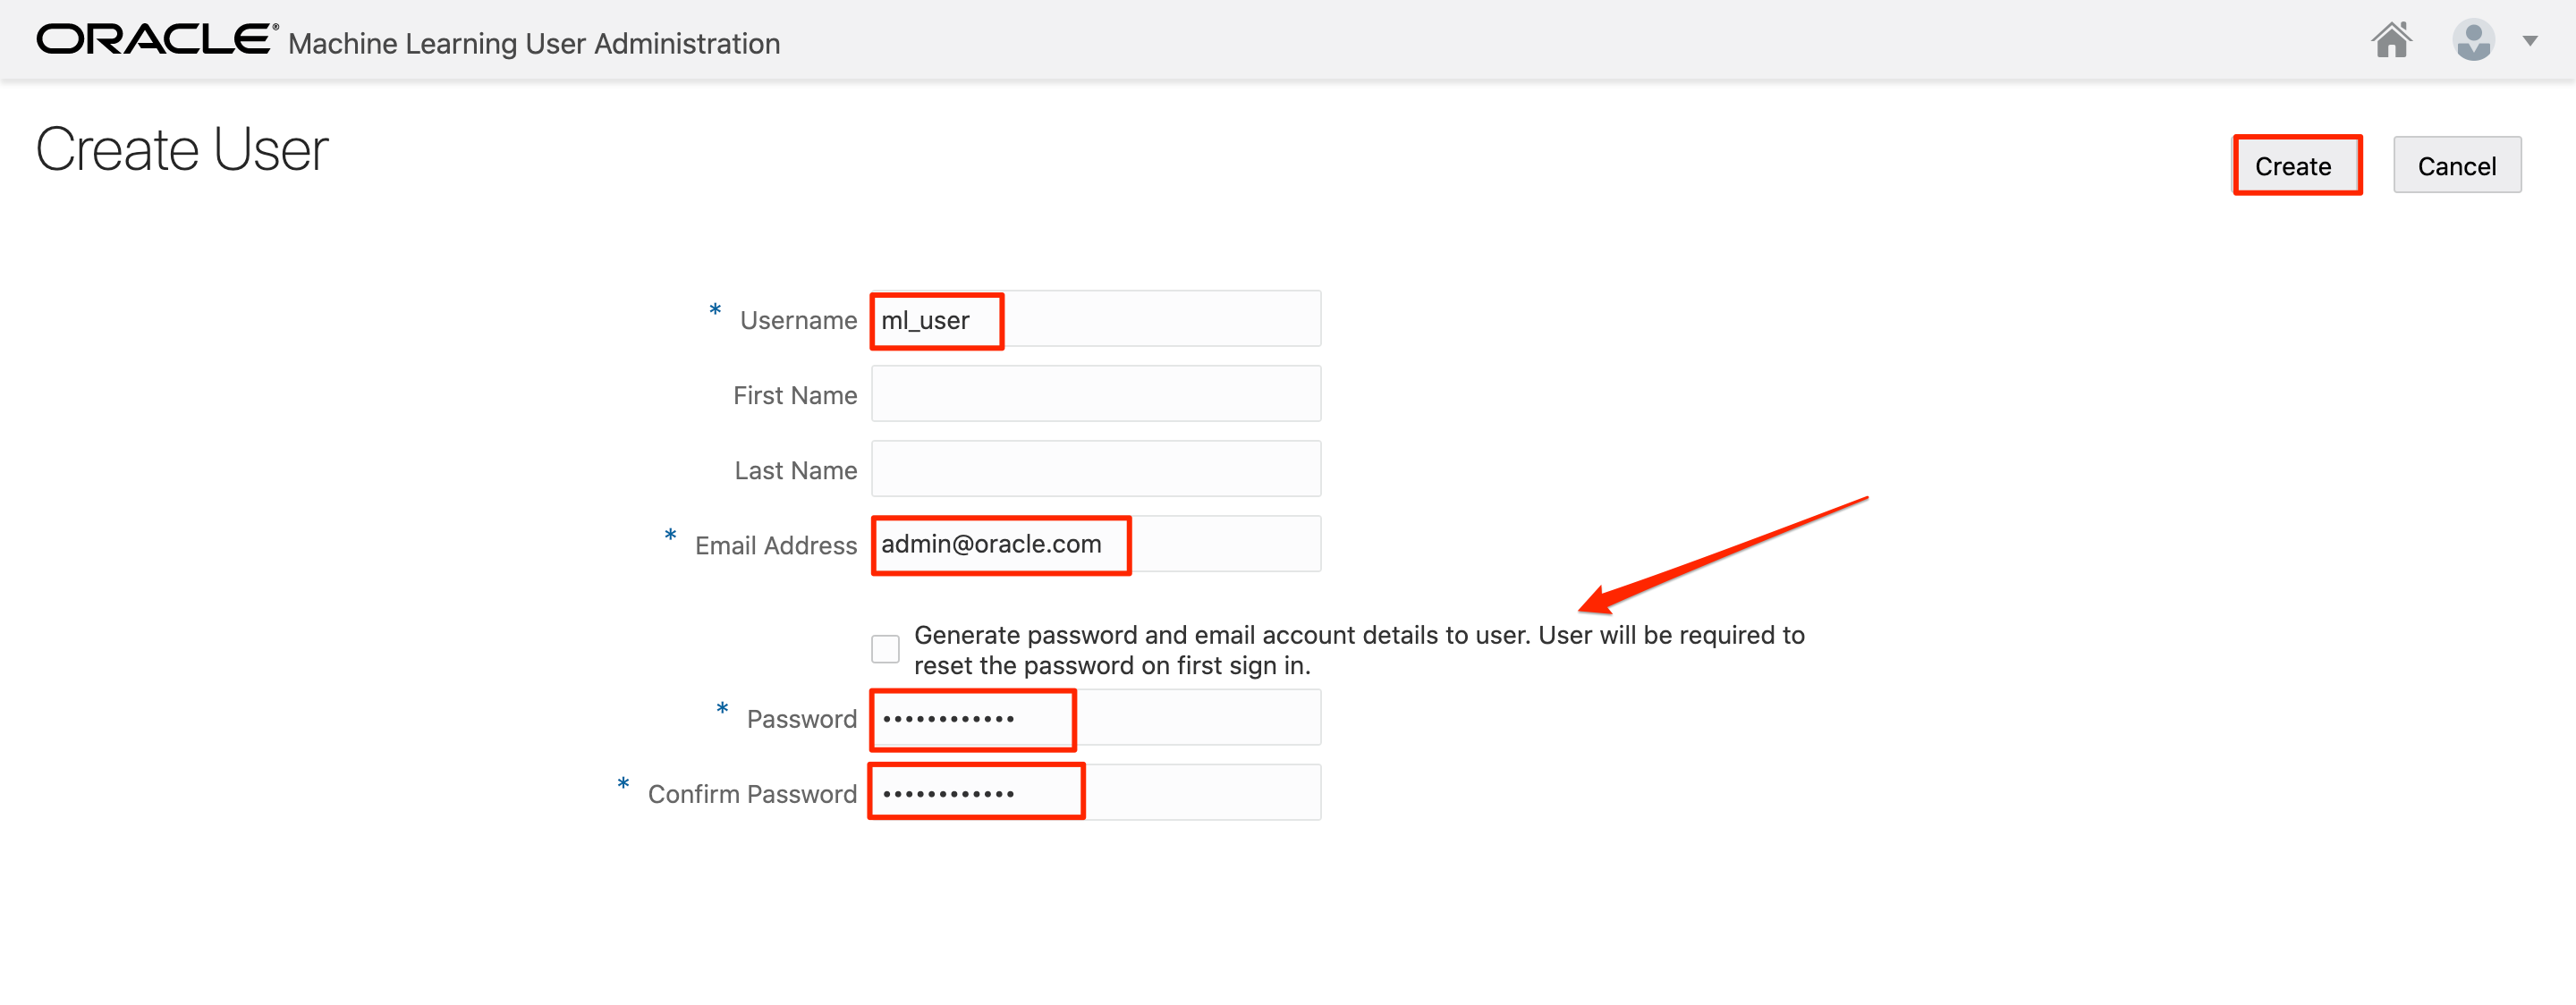 ORACLE® Machine Learning User Administration
Create User
Create
Cancel
* Username ml_user
First Name
Last Name
* Email Address admin@oracle.com
Generate password and email account details to user. User will be required to
reset the password on first sign in.
* Password ••••••••••••
* Confirm Password ••••••••••••